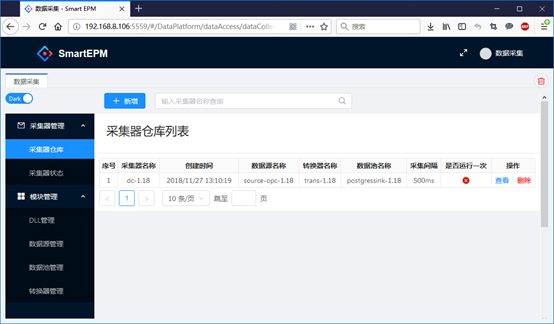 数据采集 - Smart EPM
192.168.8.106:5559/#/DataPlatform/dataAccess/dataColle
搜索
SmartEPM
数据采集
数据采集
Dark
新增
输入采集器名称查询
采集器管理
采集器仓库
采集器状态
模块管理
DLL管理
数据源管理
数据池管理
转换器管理
采集器仓库列表
序号 采集器名称 创建时间 数据源名称 转换器名称 数据池名称 采集间隔 是否运行一次 操作
1 dc-1.18 2018/11/27 13:10:19 source-opc-1.18 trans-1.18 postgressink-1.18 500ms 查看 删除
1 10 条/页 跳至 页